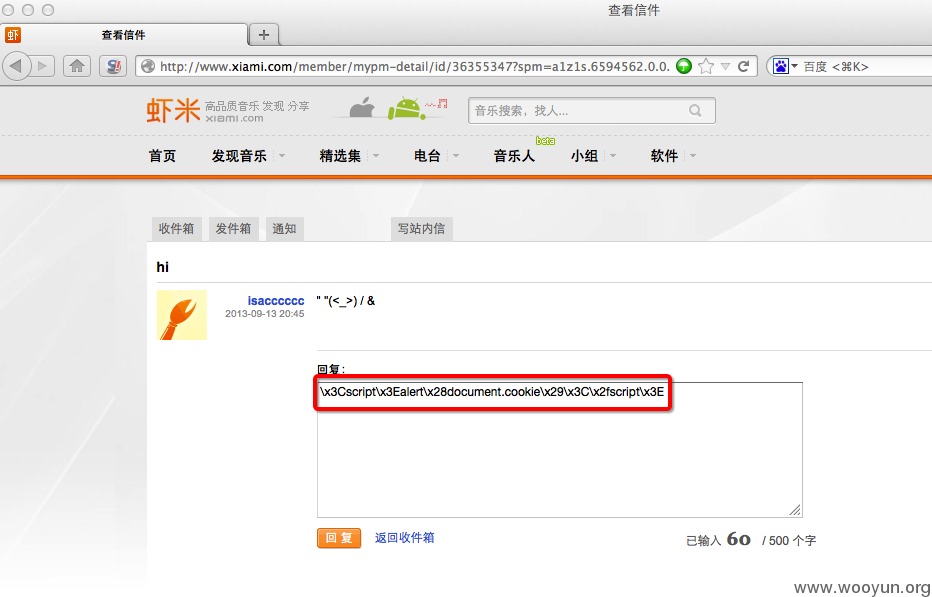 查看信件
虾 查看信件 +
http://www.xiami.com/member/mypm-detail/id/36355347?spm=a1z1s.6594562.0.0. 百度 <⌘K>
虾米 高品质音乐 发现 分享
xiami.com
音乐搜索，找人...
首页 发现音乐 精选集 电台 音乐人 beta 小组 软件
收件箱 发件箱 通知 写站内信
hi
isacccccc " "(<_>) / &
2013-09-13 20:45
回复：
\x3Cscript\x3Ealert\x28document.cookie\x29\x3C\x2fscript\x3E
回 复 返回收件箱 已输入 60 / 500 个字
www.wooyun.org